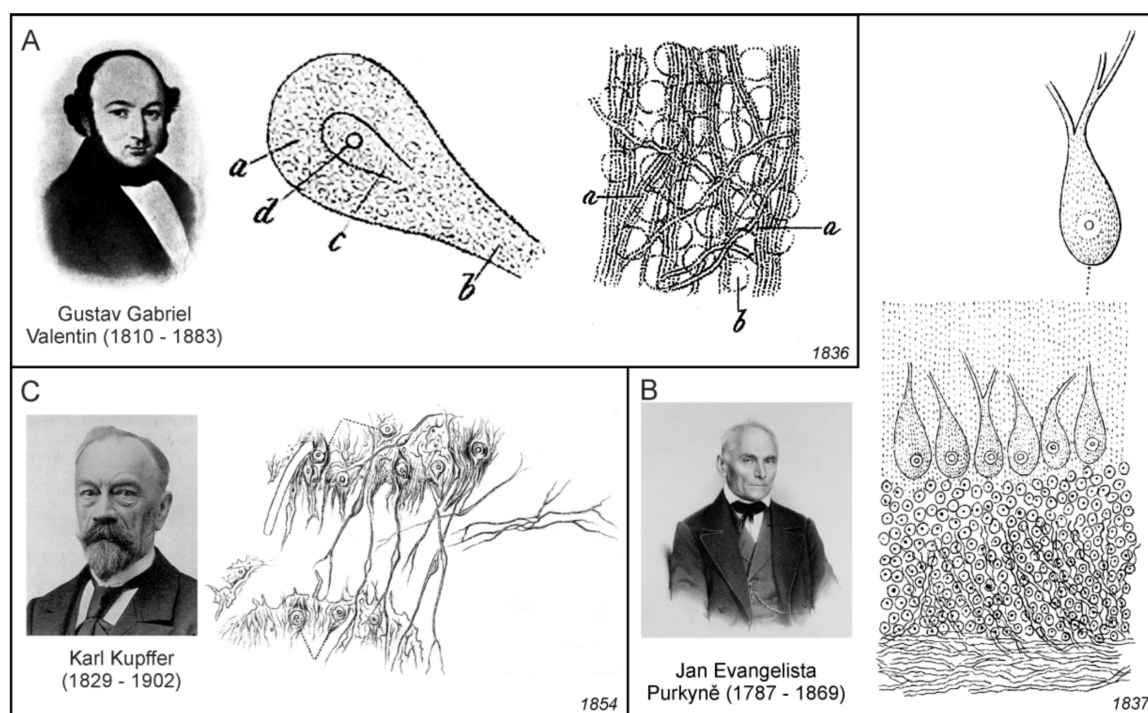 A
a
d
c
b
a
a
b
Gustav Gabriel
Valentin (1810 - 1883)
1836
C
Karl Kupffer
(1829 - 1902)
1854
B
Jan Evangelista
Purkyně (1787 - 1869)
1837